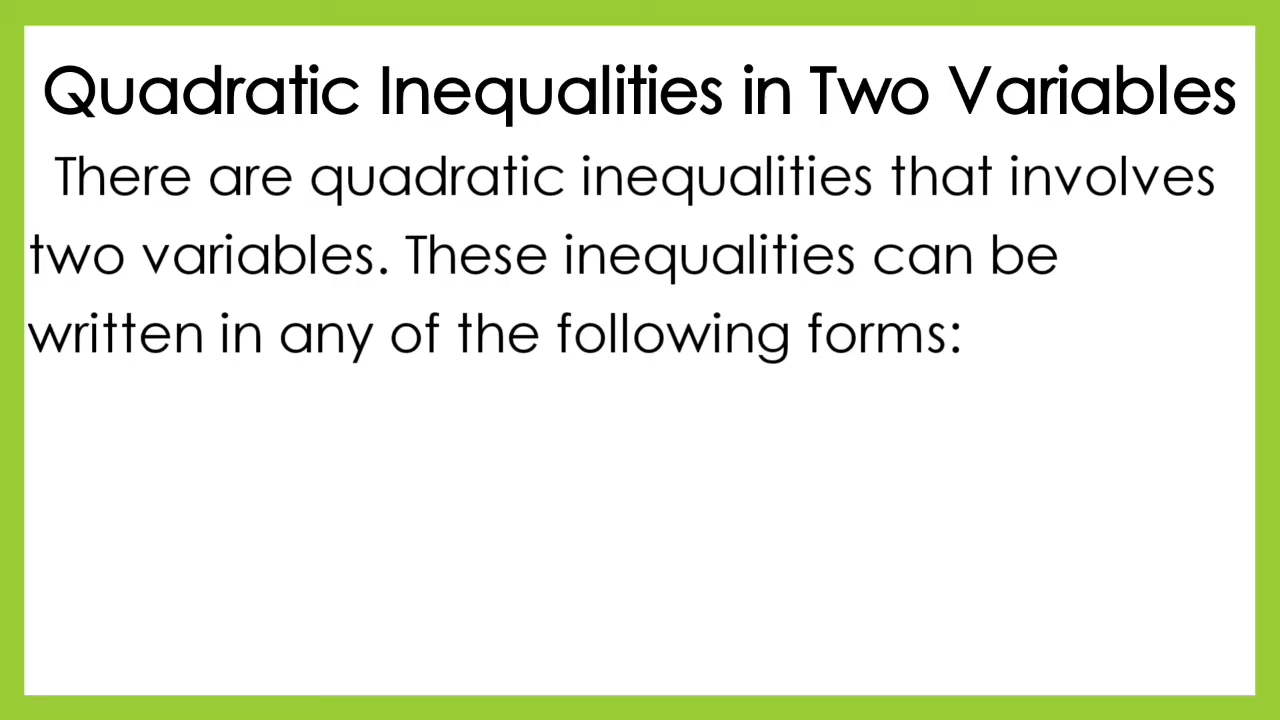 Quadratic Inequalities in Two Variables
There are quadratic inequalities that involves
two variables. These inequalities can be
written in any of the following forms: